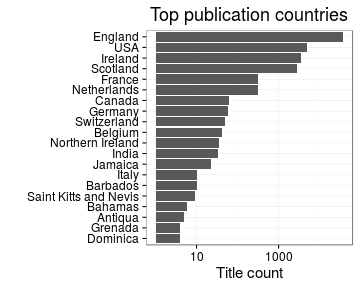 Top publication countries
England
USA
Ireland
Scotland
France
Netherlands
Canada
Germany
Switzerland
Belgium
Northern Ireland
India
Jamaica
Italy
Barbados
Saint Kitts and Nevis
Bahamas
Antigua
Grenada
Dominica
10 1000
Title count